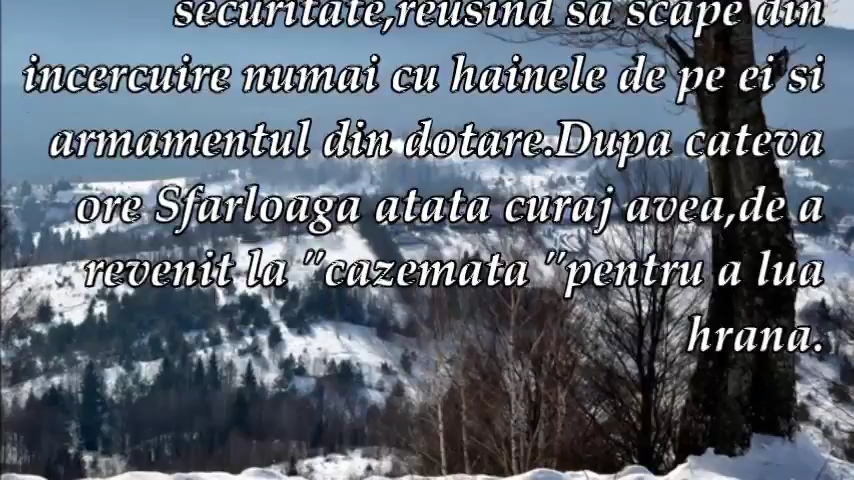 securitate,reusind sa scape din
incercuire numai cu hainele de pe ei si
armamentul din dotare.Dupa cateva
ore Sfarloaga atata curaj avea,de a
revenit la "cazemata "pentru a lua
hrana.